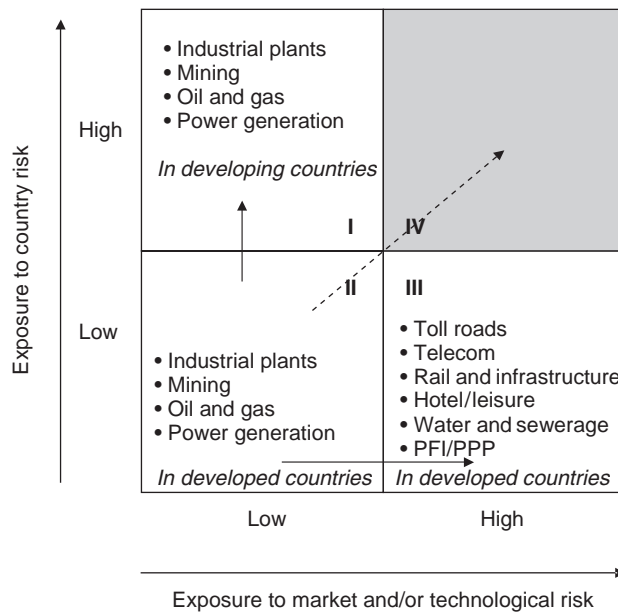 • Industrial plants
• Mining
• Oil and gas
• Power generation
In developing countries
High
Exposure to country risk
I
IV
II
III
Low
• Industrial plants
• Mining
• Oil and gas
• Power generation
In developed countries
• Toll roads
• Telecom
• Rail and infrastructure
• Hotel/leisure
• Water and sewerage
• PFI/PPP
In developed countries
Low
High
Exposure to market and/or technological risk